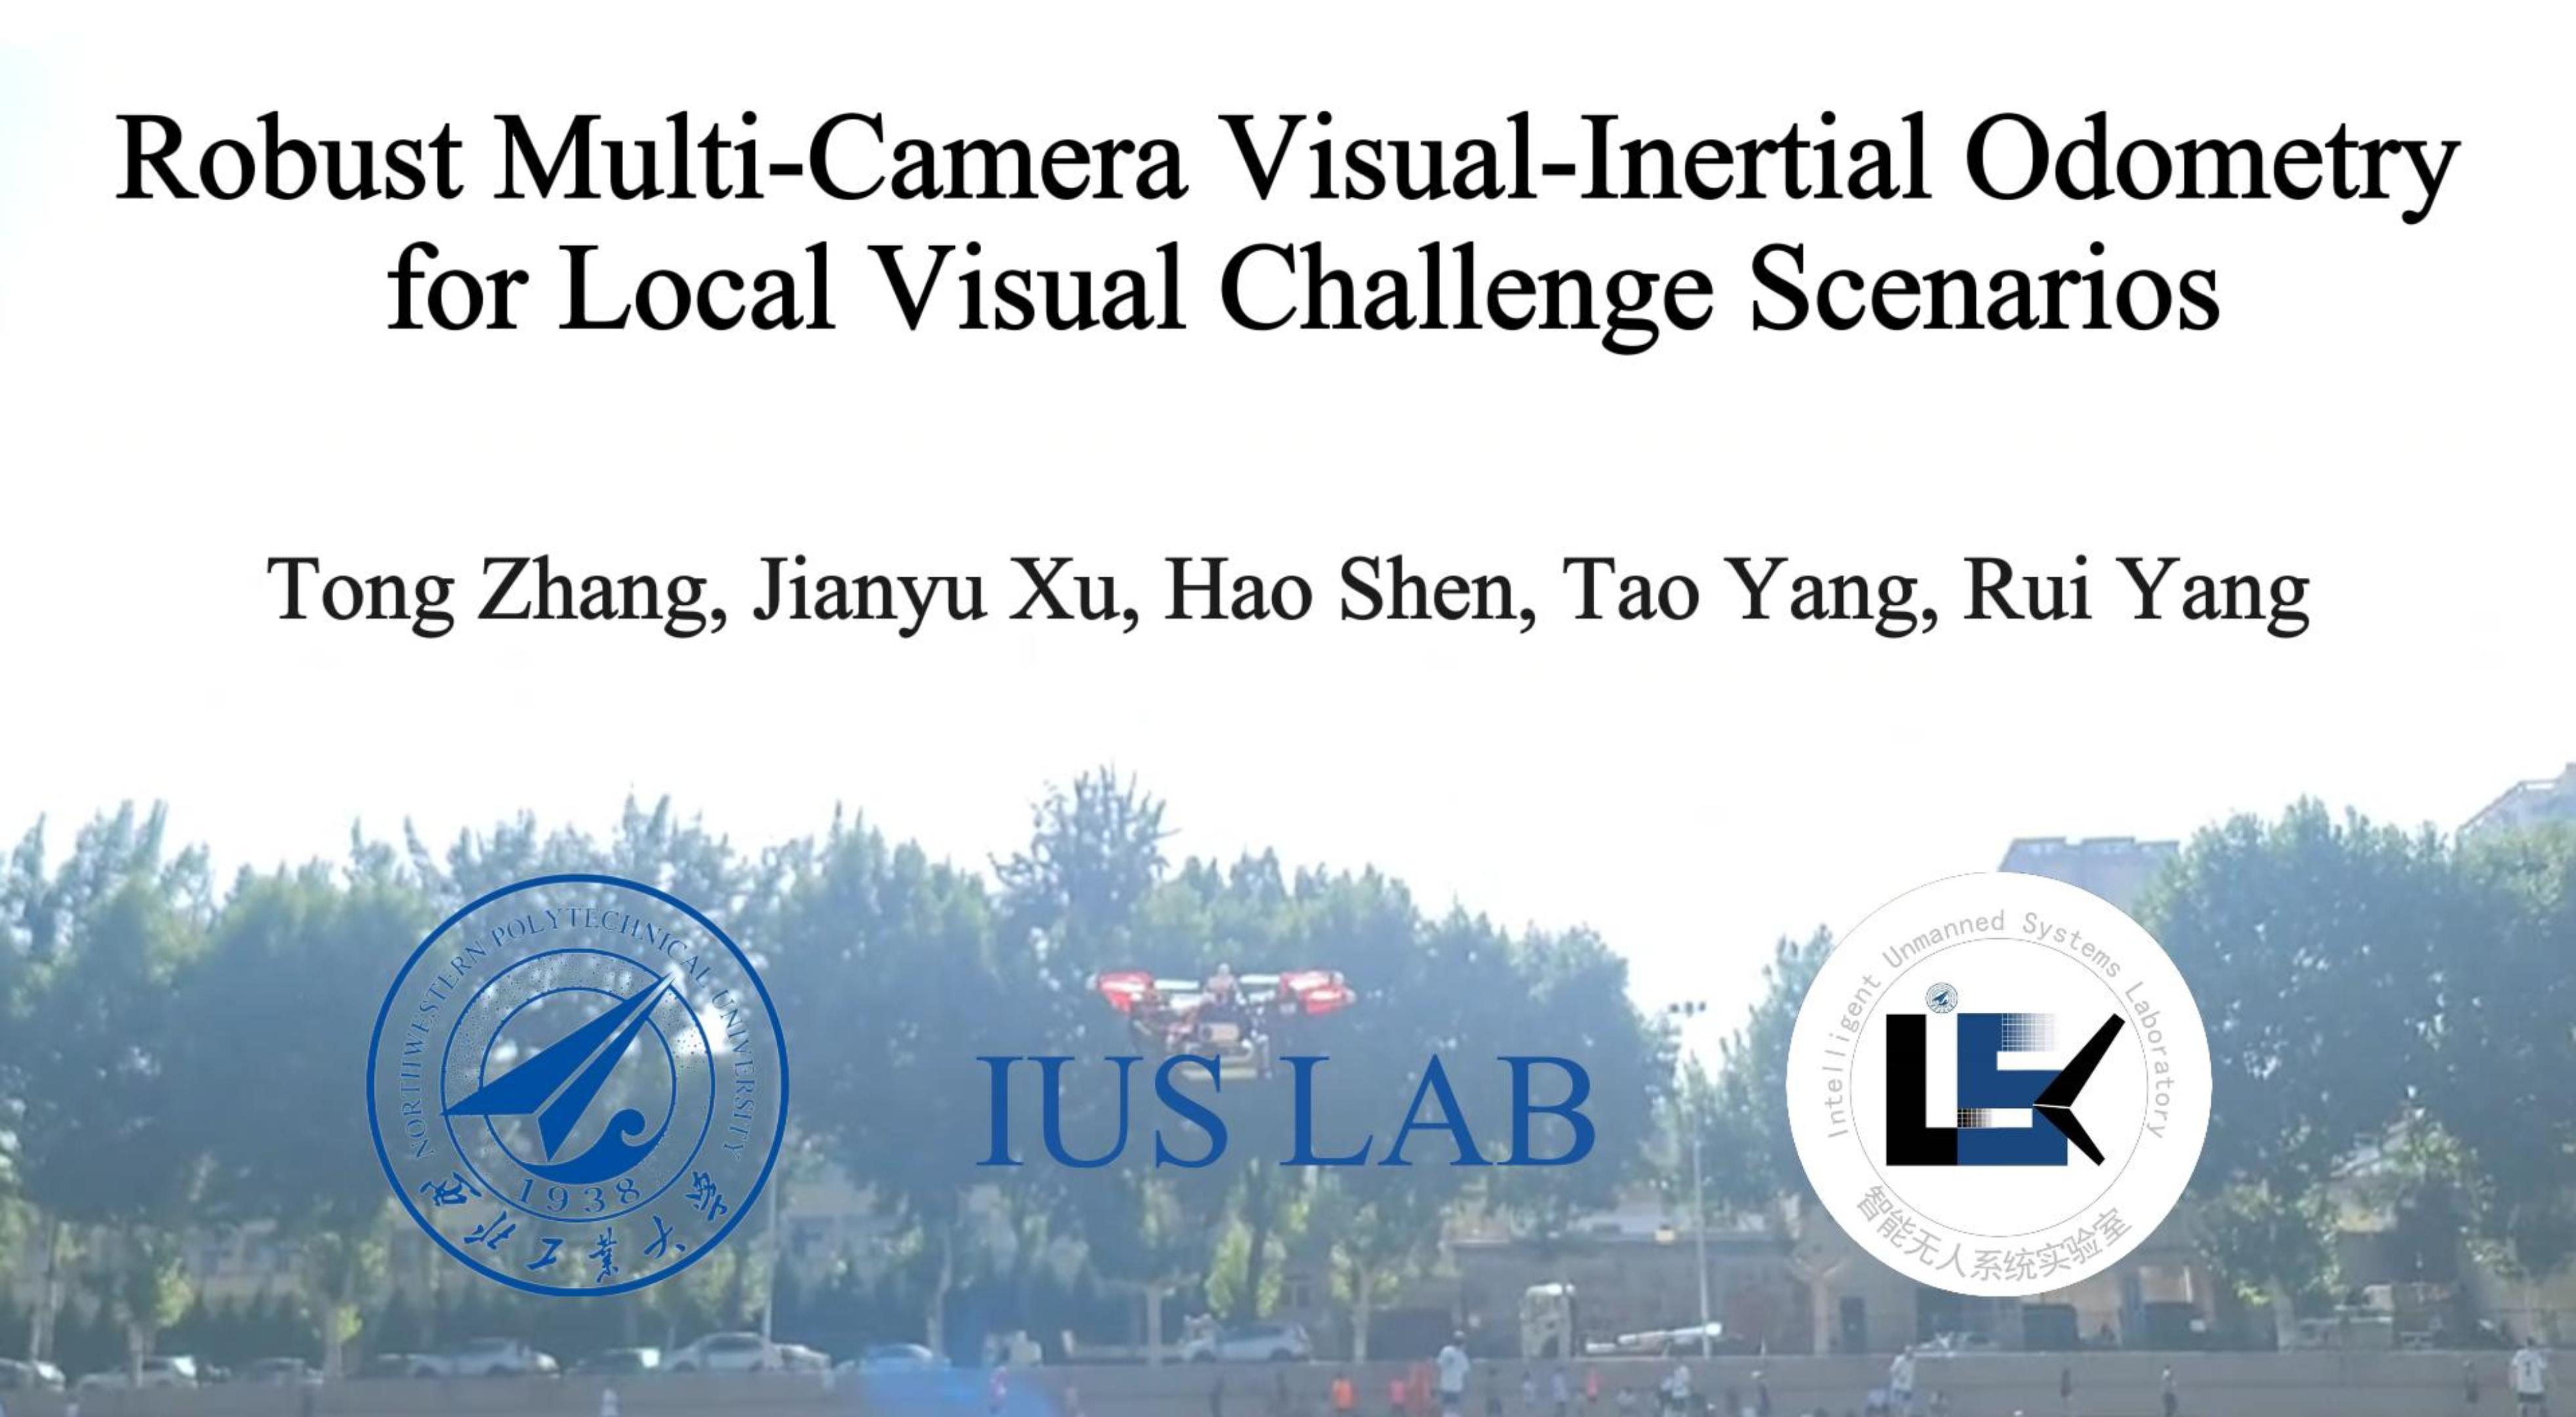 Robust Multi-Camera Visual-Inertial Odometry
for Local Visual Challenge Scenarios
Tong Zhang, Jianyu Xu, Hao Shen, Tao Yang, Rui Yang
NORTHWESTERN POLYTECHNICAL UNIVERSITY
1938
西北工业大学
IUS LAB
Intelligent Unmanned Systems Laboratory
智能无人系统实验室